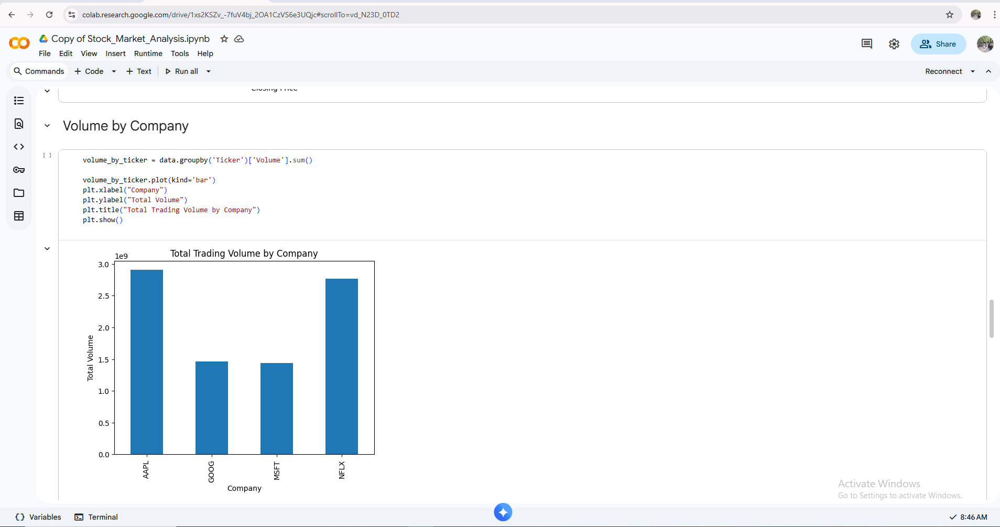 colab.research.google.com/drive/1xs2KSZv_-7fuV4bj_2OA1CzVS6e3UQjc#scrollTo=vd_N23D_0TD2
Copy of Stock_Market_Analysis.ipynb
File Edit View Insert Runtime Tools Help
Share
Commands + Code + Text Run all
Reconnect
Closing Price
Volume by Company
[ ]
volume_by_ticker = data.groupby('Ticker')['Volume'].sum()
volume_by_ticker.plot(kind='bar')
plt.xlabel("Company")
plt.ylabel("Total Volume")
plt.title("Total Trading Volume by Company")
plt.show()
Total Trading Volume by Company
1e9
3.0
2.5
2.0
1.5
1.0
0.5
0.0
Total Volume
AAPL GOOG MSFT NFLX
Company
Activate Windows
Go to Settings to activate Windows.
{ } Variables Terminal
8:46 AM